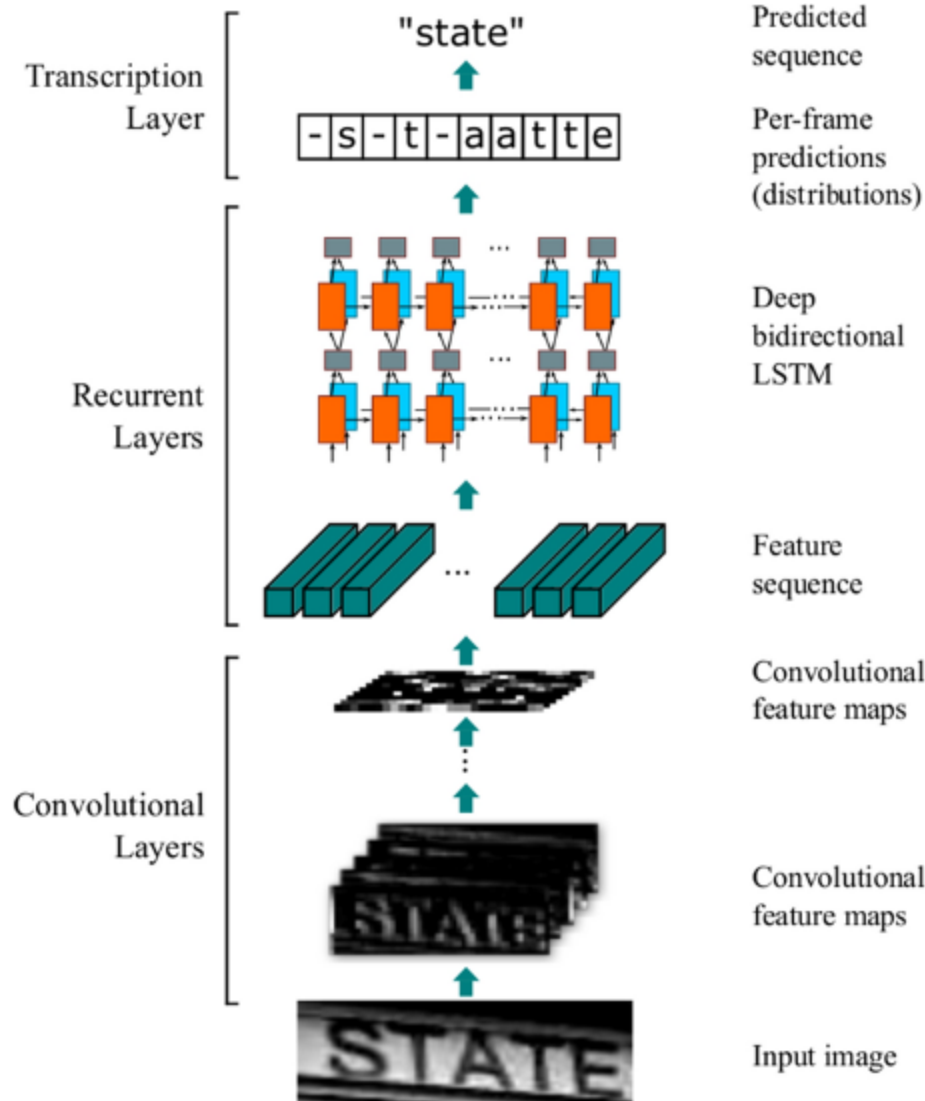 "state"
Predicted
sequence
Transcription
Layer
-s-t-aatte
Per-frame
predictions
(distributions)
...
...
Recurrent
Layers
Deep
bidirectional
LSTM
...
Feature
sequence
Convolutional
feature maps
Convolutional
Layers
STATE
Convolutional
feature maps
STATE
Input image